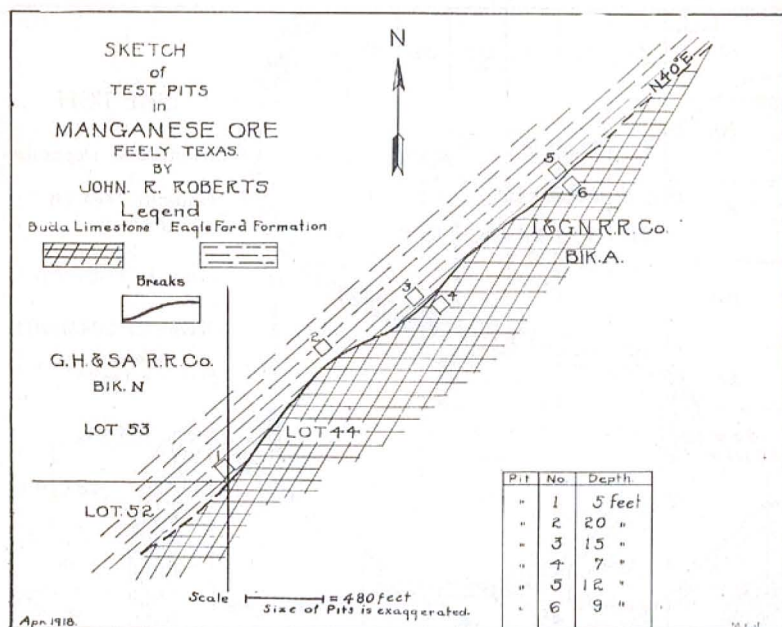 SKETCH
of
TEST PITS
in
MANGANESE ORE
FEELY, TEXAS.
BY
JOHN. R. ROBERTS
Legend
Buda Limestone Eagle Ford Formation
Breaks
G.H.&SA R.R.Co.
Blk. N
LOT 53
LOT 52
LOT 44
N
N40°E
I&G.N.R.R.Co.
Blk.A.
1
2
3
4
5
6
Pit No. Depth.
" 1 5 feet
" 2 20 "
" 3 15 "
" 4 7 "
" 5 12 "
" 6 9 "
Scale = 480 feet
Size of Pits is exaggerated.
Apr. 1918.